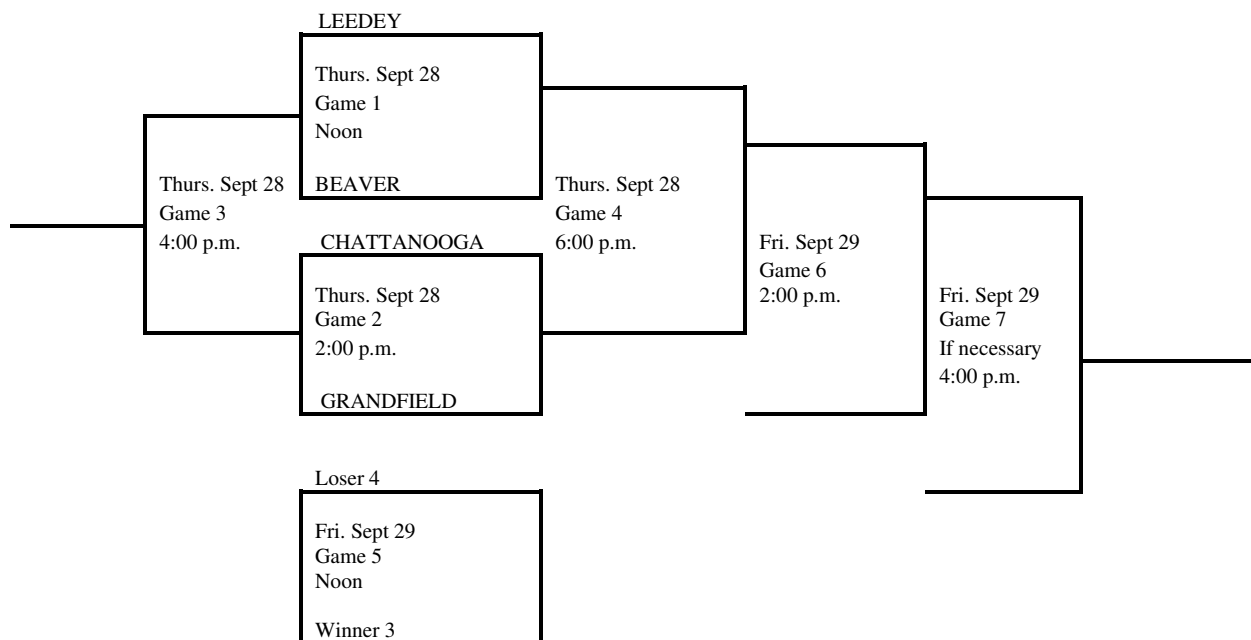 LEEDEY
Thurs. Sept 28
Game 1
Noon
BEAVER
Thurs. Sept 28
Game 3
4:00 p.m.
CHATTANOOGA
Thurs. Sept 28
Game 2
2:00 p.m.
GRANDFIELD
Thurs. Sept 28
Game 4
6:00 p.m.
Fri. Sept 29
Game 6
2:00 p.m.
Fri. Sept 29
Game 7
If necessary
4:00 p.m.
Loser 4
Fri. Sept 29
Game 5
Noon
Winner 3